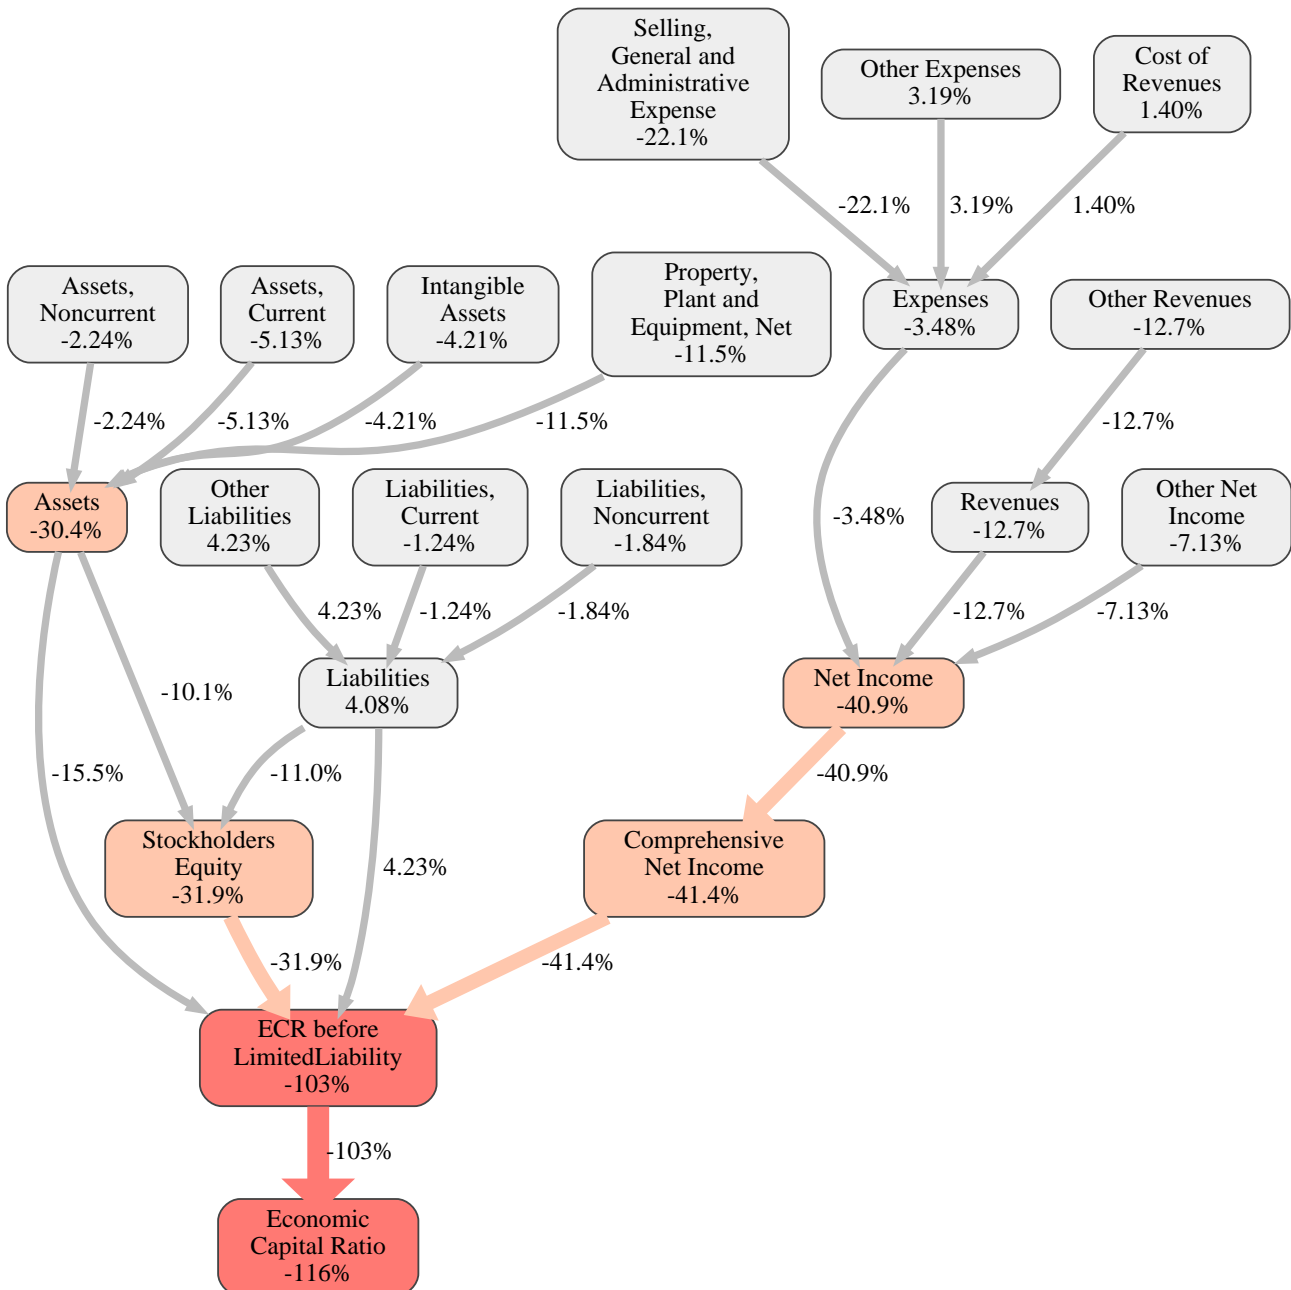 Selling,
General and
Administrative
Expense
-22.1%
Other Expenses
3.19%
Cost of
Revenues
1.40%
-22.1%
3.19%
1.40%
Assets,
Noncurrent
-2.24%
Assets,
Current
-5.13%
Intangible
Assets
-4.21%
Property,
Plant and
Equipment, Net
-11.5%
Expenses
-3.48%
Other Revenues
-12.7%
-2.24%
-5.13%
-4.21%
-11.5%
-12.7%
Assets
-30.4%
Other
Liabilities
4.23%
Liabilities,
Current
-1.24%
Liabilities,
Noncurrent
-1.84%
-3.48%
Revenues
-12.7%
Other Net
Income
-7.13%
4.23%
-1.24%
-1.84%
-12.7%
-7.13%
-10.1%
Liabilities
4.08%
Net Income
-40.9%
-15.5%
-11.0%
-40.9%
Stockholders
Equity
-31.9%
4.23%
Comprehensive
Net Income
-41.4%
-31.9%
-41.4%
ECR before
LimitedLiability
-103%
-103%
Economic
Capital Ratio
-116%